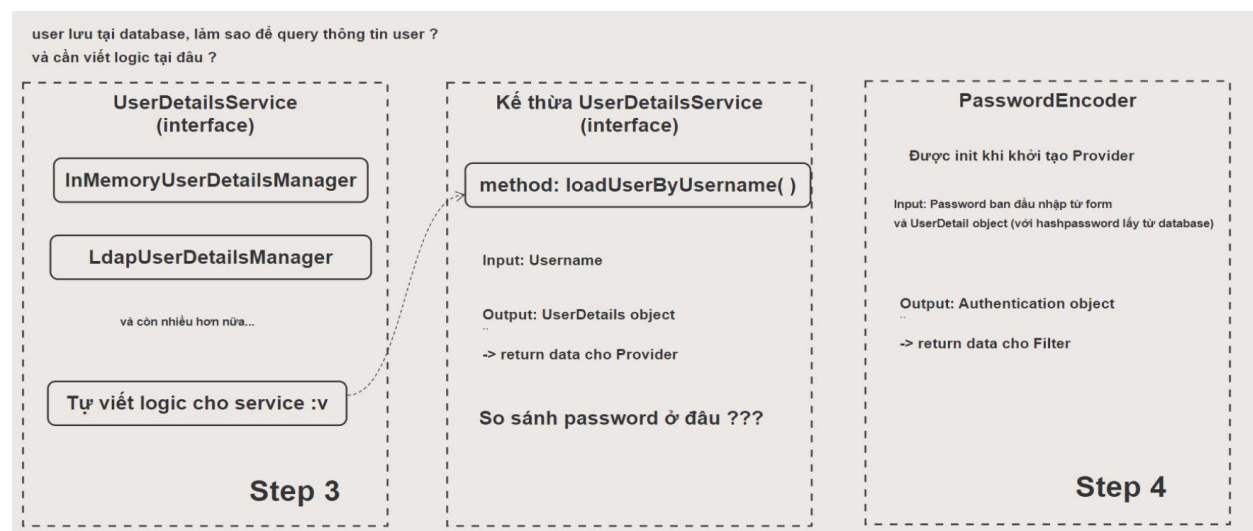 user lưu tại database, làm sao để query thông tin user ?
và cần viết logic tại đâu ?
UserDetailsService
(interface)
InMemoryUserDetailsManager
LdapUserDetailsManager
và còn nhiều hơn nữa...
Tự viết logic cho service :v
Step 3
Kế thừa UserDetailsService
(interface)
method: loadUserByUsername( )
Input: Username
Output: UserDetails object
..
-> return data cho Provider
So sánh password ở đâu ???
PasswordEncoder
Được init khi khởi tạo Provider
Input: Password ban đầu nhập từ form
và UserDetail object (với hashpassword lấy từ database)
Output: Authentication object
..
-> return data cho Filter
Step 4